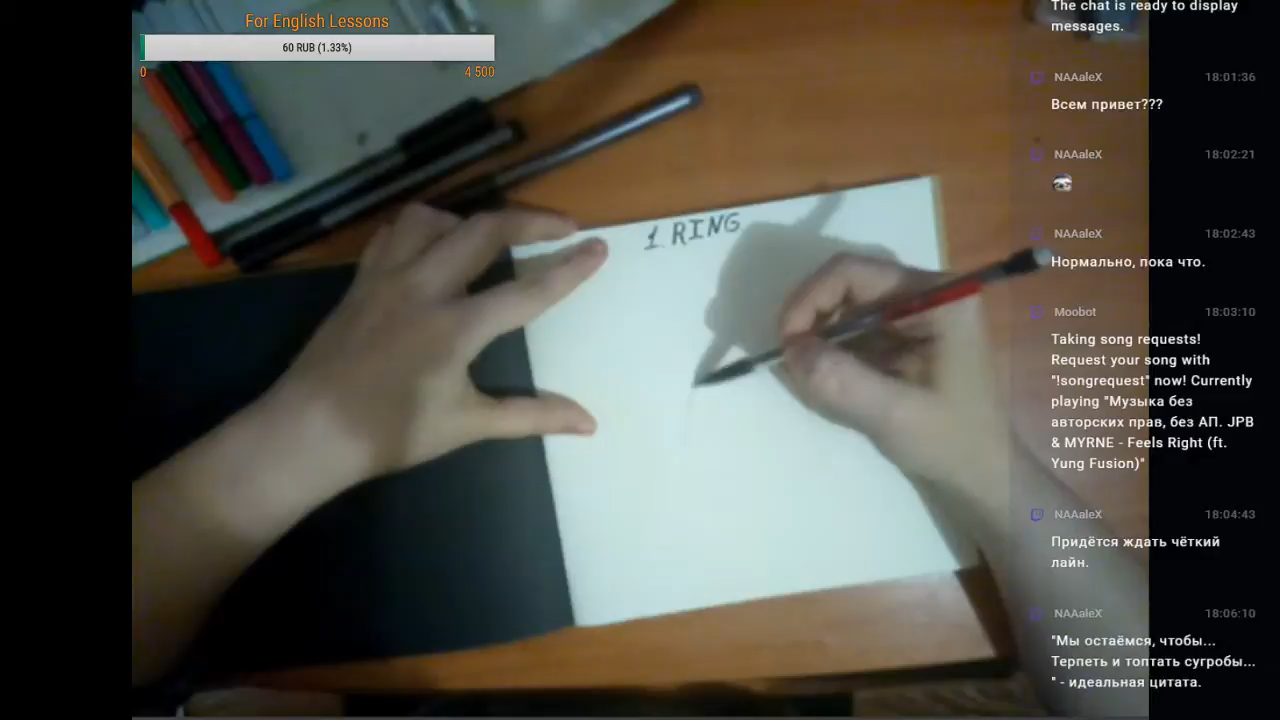 For English Lessons
60 RUB (1.33%)
0
4 500
1. RING
The chat is ready to display
messages.
NAAaleX
18:01:36
Всем привет???
NAAaleX
18:02:21
NAAaleX
18:02:43
Нормально, пока что.
Moobot
18:03:10
Taking song requests!
Request your song with
"!songrequest" now! Currently
playing "Музыка без
авторских прав, без АП. JPB
& MYRNE - Feels Right (ft.
Yung Fusion)"
NAAaleX
18:04:43
Придётся ждать чёткий
лайн.
NAAaleX
18:06:10
"Мы остаёмся, чтобы...
Терпеть и топтать сугробы...
" - идеальная цитата.